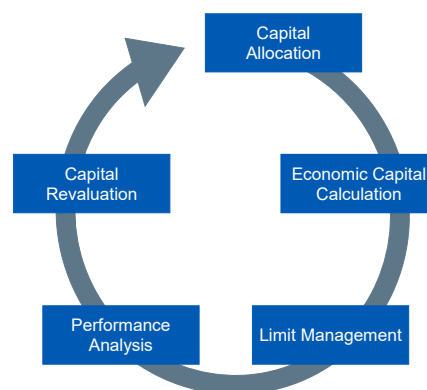 Capital
Allocation
Economic Capital
Calculation
Limit Management
Performance
Analysis
Capital
Revaluation